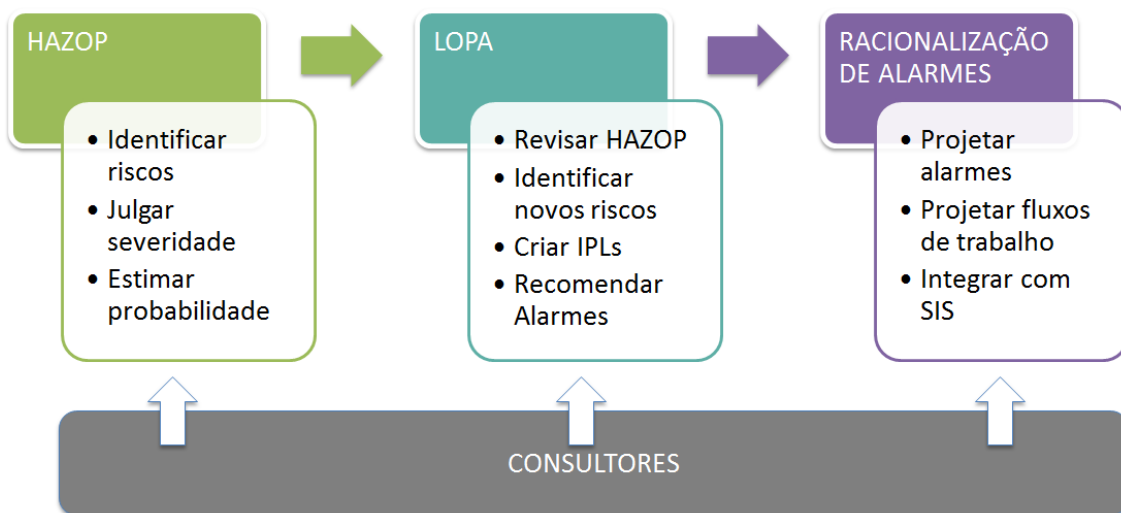 HAZOP
• Identificar
riscos
• Julgar
severidade
• Estimar
probabilidade
LOPA
• Revisar HAZOP
• Identificar
novos riscos
• Criar IPLs
• Recomendar
Alarmes
RACIONALIZAÇÃO
DE ALARMES
• Projetar
alarmes
• Projetar fluxos
de trabalho
• Integrar com
SIS
CONSULTORES